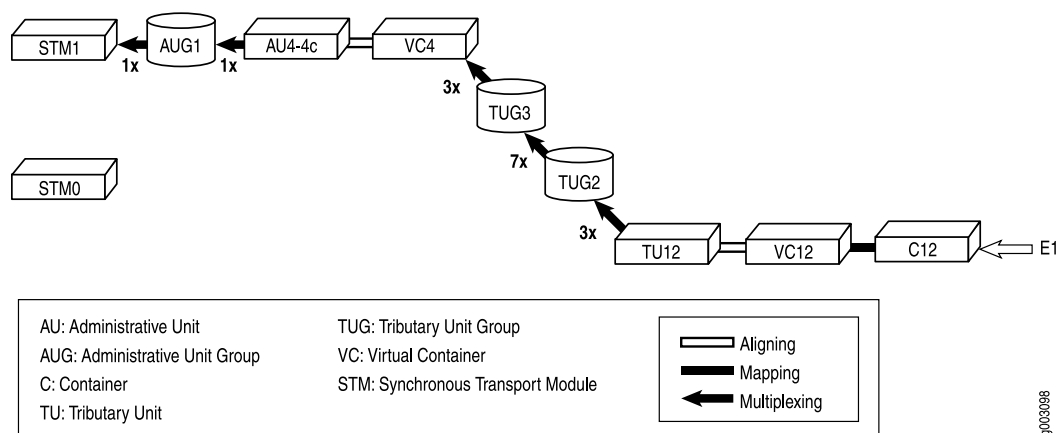 STM1
AUG1
AU4-4c
VC4
1x
1x
3x
TUG3
7x
TUG2
STM0
3x
TU12
VC12
C12
E1
AU: Administrative Unit
AUG: Administrative Unit Group
C: Container
TU: Tributary Unit
TUG: Tributary Unit Group
VC: Virtual Container
STM: Synchronous Transport Module
Aligning
Mapping
Multiplexing
g003098